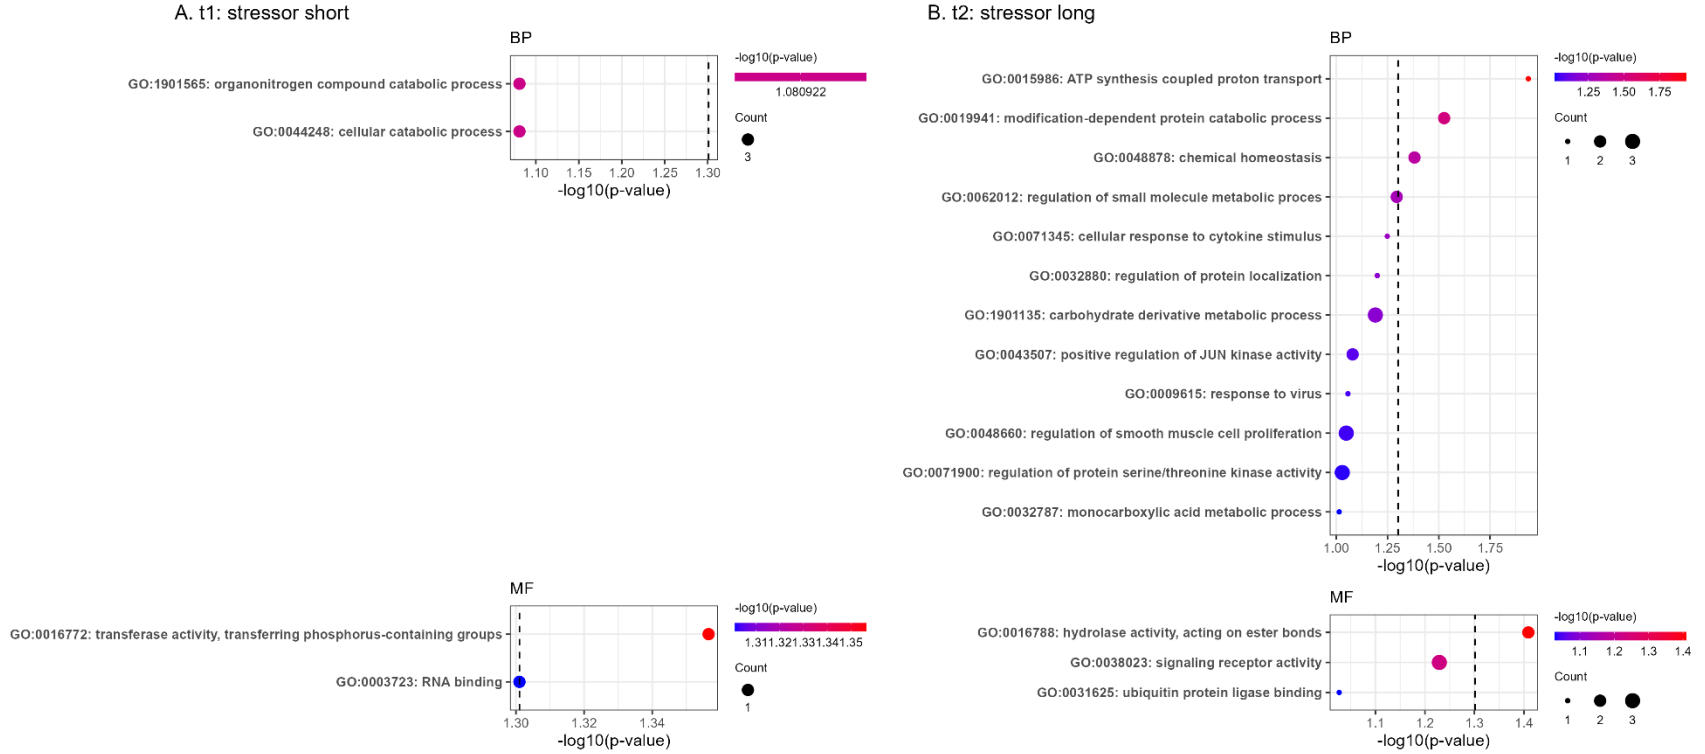 A. t1: stressor short
BP
GO:1901565: organonitrogen compound catabolic process
GO:0044248: cellular catabolic process
1.10 1.15 1.20 1.25 1.30
-log10(p-value)
-log10(p-value)
1.080922
Count
3
MF
GO:0016772: transferase activity, transferring phosphorus-containing groups
GO:0003723: RNA binding
1.30 1.32 1.34
-log10(p-value)
-log10(p-value)
1.311.321.331.341.35
Count
1
B. t2: stressor long
BP
GO:0015986: ATP synthesis coupled proton transport
GO:0019941: modification-dependent protein catabolic process
GO:0048878: chemical homeostasis
GO:0062012: regulation of small molecule metabolic proces
GO:0071345: cellular response to cytokine stimulus
GO:0032880: regulation of protein localization
GO:1901135: carbohydrate derivative metabolic process
GO:0043507: positive regulation of JUN kinase activity
GO:0009615: response to virus
GO:0048660: regulation of smooth muscle cell proliferation
GO:0071900: regulation of protein serine/threonine kinase activity
GO:0032787: monocarboxylic acid metabolic process
1.00 1.25 1.50 1.75
-log10(p-value)
-log10(p-value)
1.25 1.50 1.75
Count
1 2 3
MF
GO:0016788: hydrolase activity, acting on ester bonds
GO:0038023: signaling receptor activity
GO:0031625: ubiquitin protein ligase binding
1.1 1.2 1.3 1.4
-log10(p-value)
-log10(p-value)
1.1 1.2 1.3 1.4
Count
1 2 3